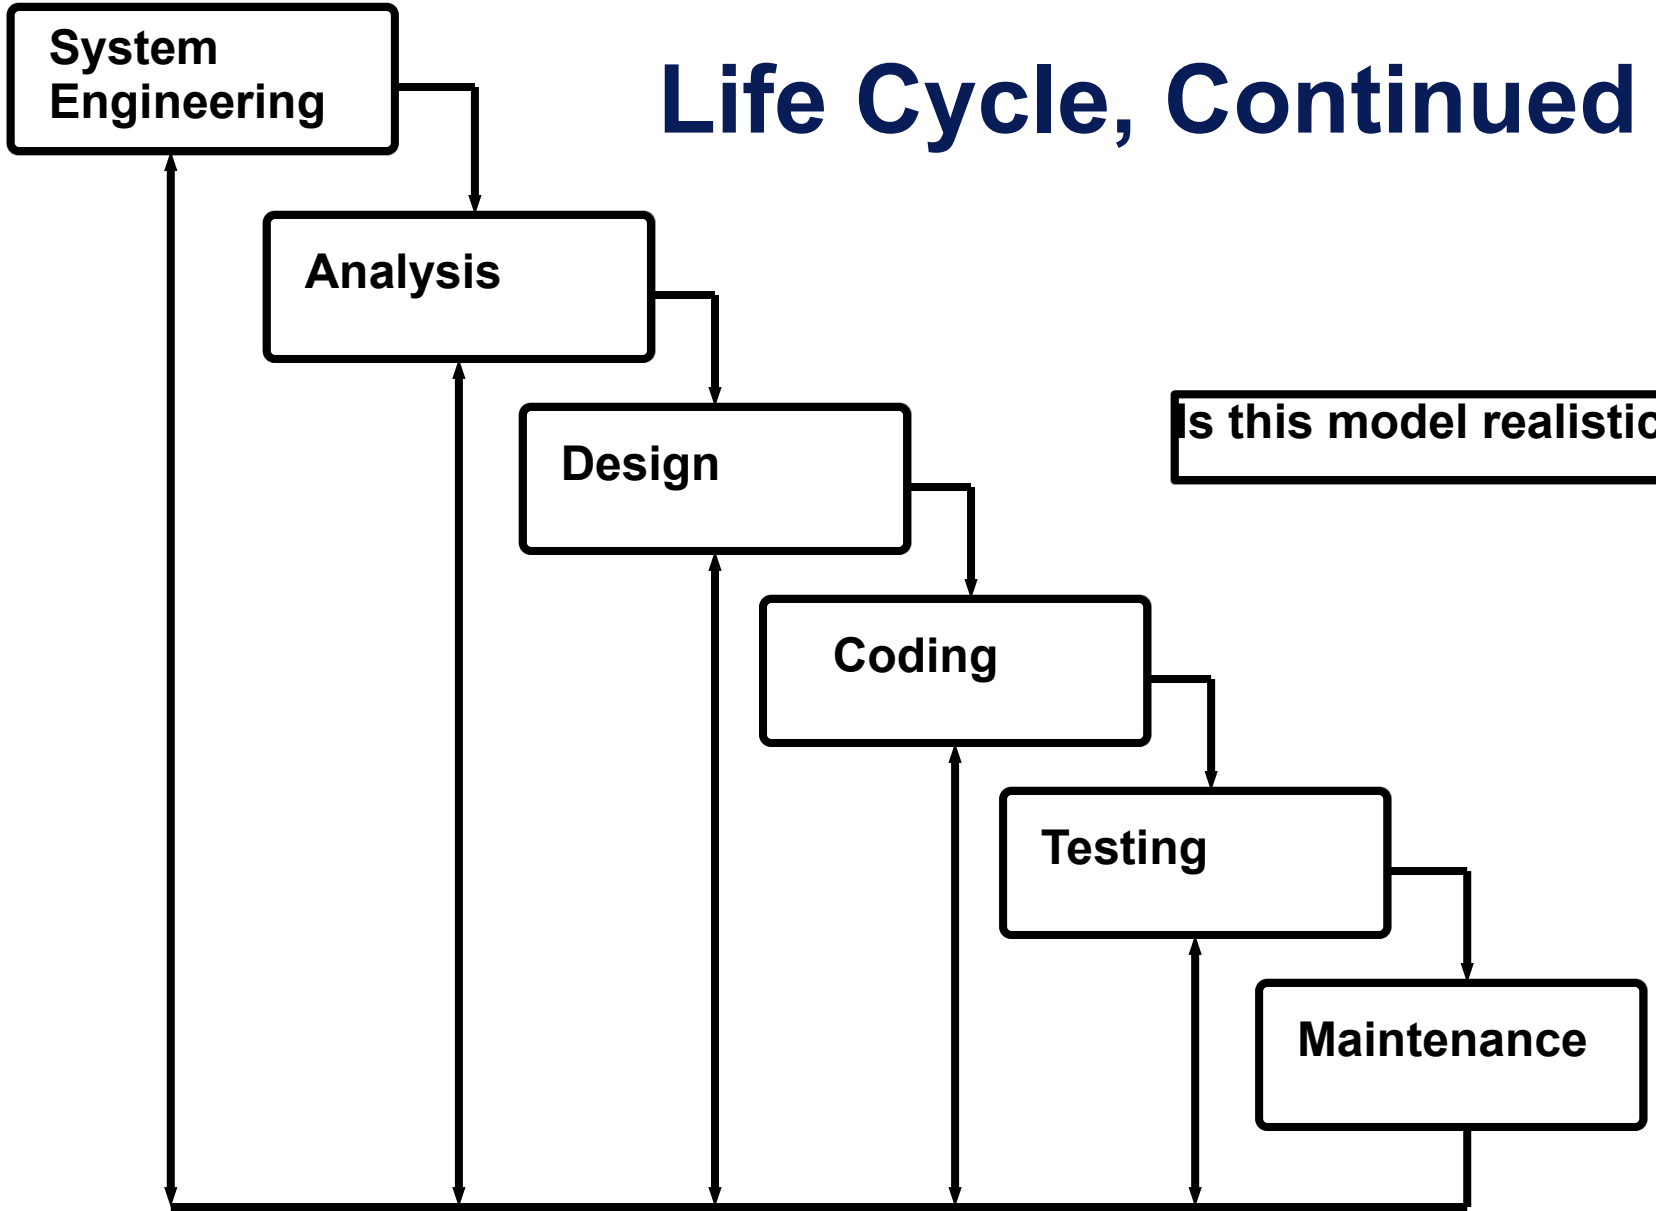 System
Engineering
Life Cycle, Continued
Analysis
Is this model realistic
Design
Coding
Testing
Maintenance